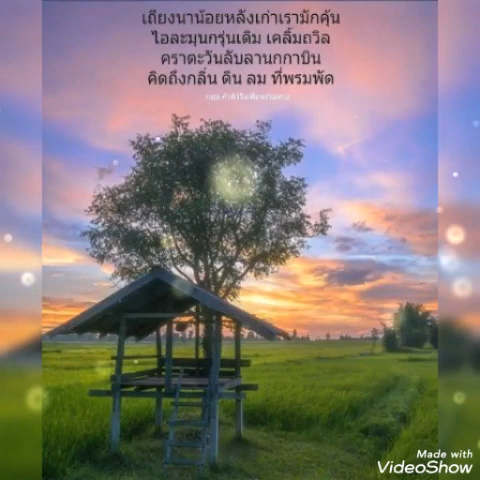 เถียงนาน้อยหลังเก่าเรามักคุ้น
ไอละมุนกรุ่นเดิม เคลิ้มถวิล
คราตะวันลับลานกกาบิน
คิดถึงกลิ่น ดิน ลม ที่พรมพัด
Made with
VideoShow